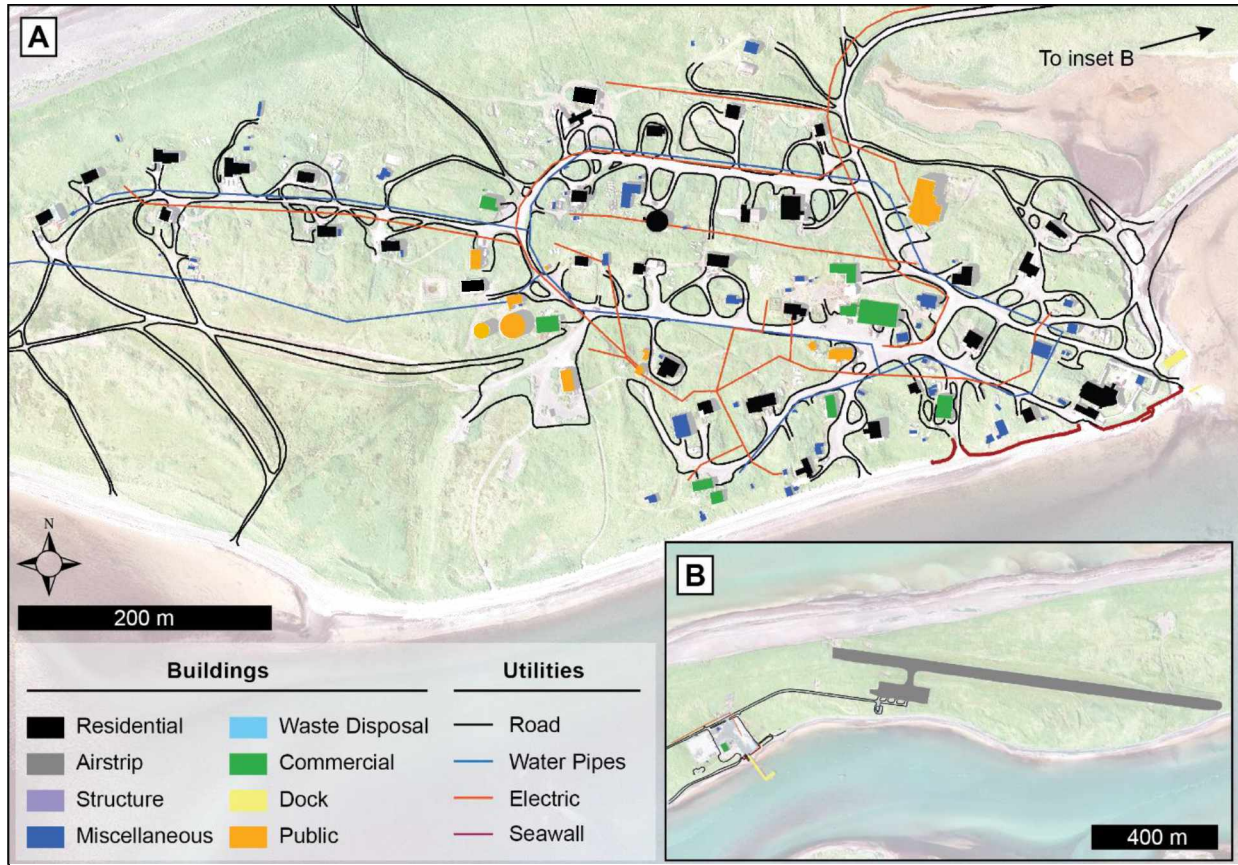 A
To inset B
N
200 m
Buildings
Utilities
Residential
Waste Disposal
Road
Airstrip
Commercial
Water Pipes
Structure
Dock
Electric
Miscellaneous
Public
Seawall
B
400 m